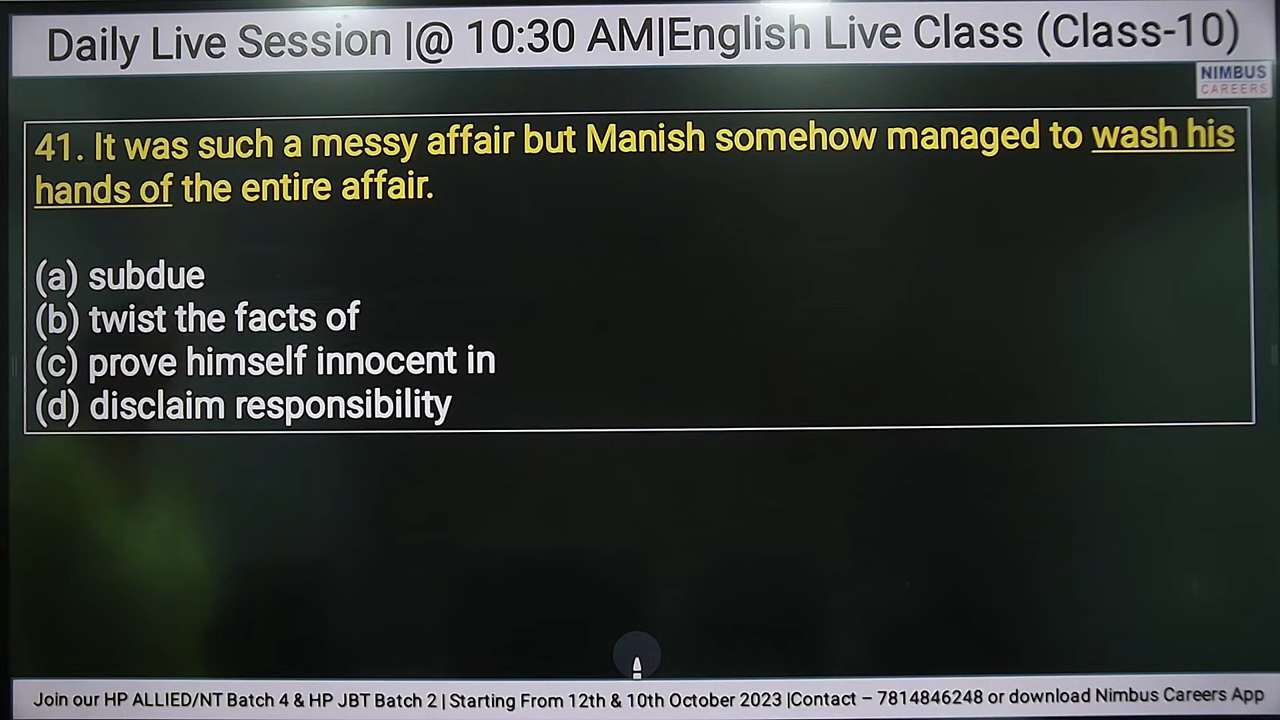 Daily Live Session |@ 10:30 AM|English Live Class (Class-10)
NIMBUS
CAREERS
41. It was such a messy affair but Manish somehow managed to wash his
hands of the entire affair.
(a) subdue
(b) twist the facts of
(c) prove himself innocent in
(d) disclaim responsibility
Join our HP ALLIED/NT Batch 4 & HP JBT Batch 2 | Starting From 12th & 10th October 2023 |Contact – 7814846248 or download Nimbus Careers App